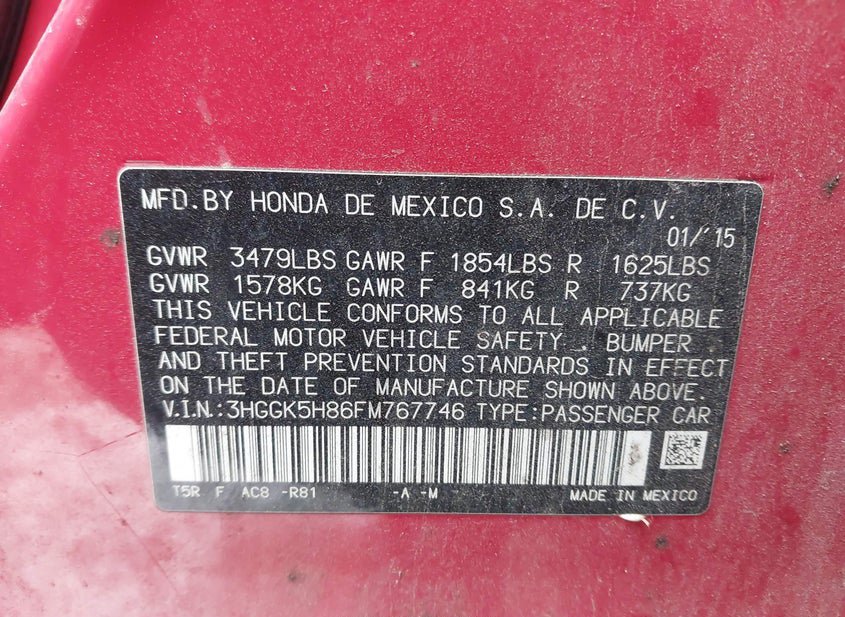 MFD.BY HONDA DE MEXICO S.A. DE C.V.
01/'15
GVWR 3479LBS GAWR F 1854LBS R 1625LBS
GVWR 1578KG GAWR F 841KG R 737KG
THIS VEHICLE CONFORMS TO ALL APPLICABLE
FEDERAL MOTOR VEHICLE SAFETY . BUMPER
AND THEFT PREVENTION STANDARDS IN EFFECT
ON THE DATE OF MANUFACTURE SHOWN ABOVE.
V.I.N.:3HGGK5H86FM767746 TYPE:PASSENGER CAR
T5R F AC8 -R81 -A -M MADE IN MEXICO